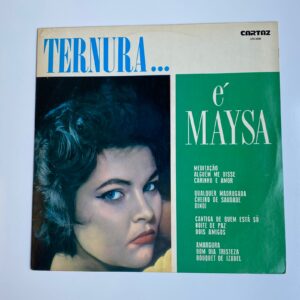 TERNURA...
CARTAZ
é
MAYSA
MEDITAÇÃO
ALGUÉM ME DISSE
CARINHO E AMOR
QUALQUER MADRUGADA
CHEIRO DE SAUDADE
DINDI
CANTIGA DE QUEM ESTÁ SÓ
NOITE DE PAZ
DOIS AMIGOS
AMARGURA
BOM DIA TRISTEZA
BOUQUET DE IZABEL